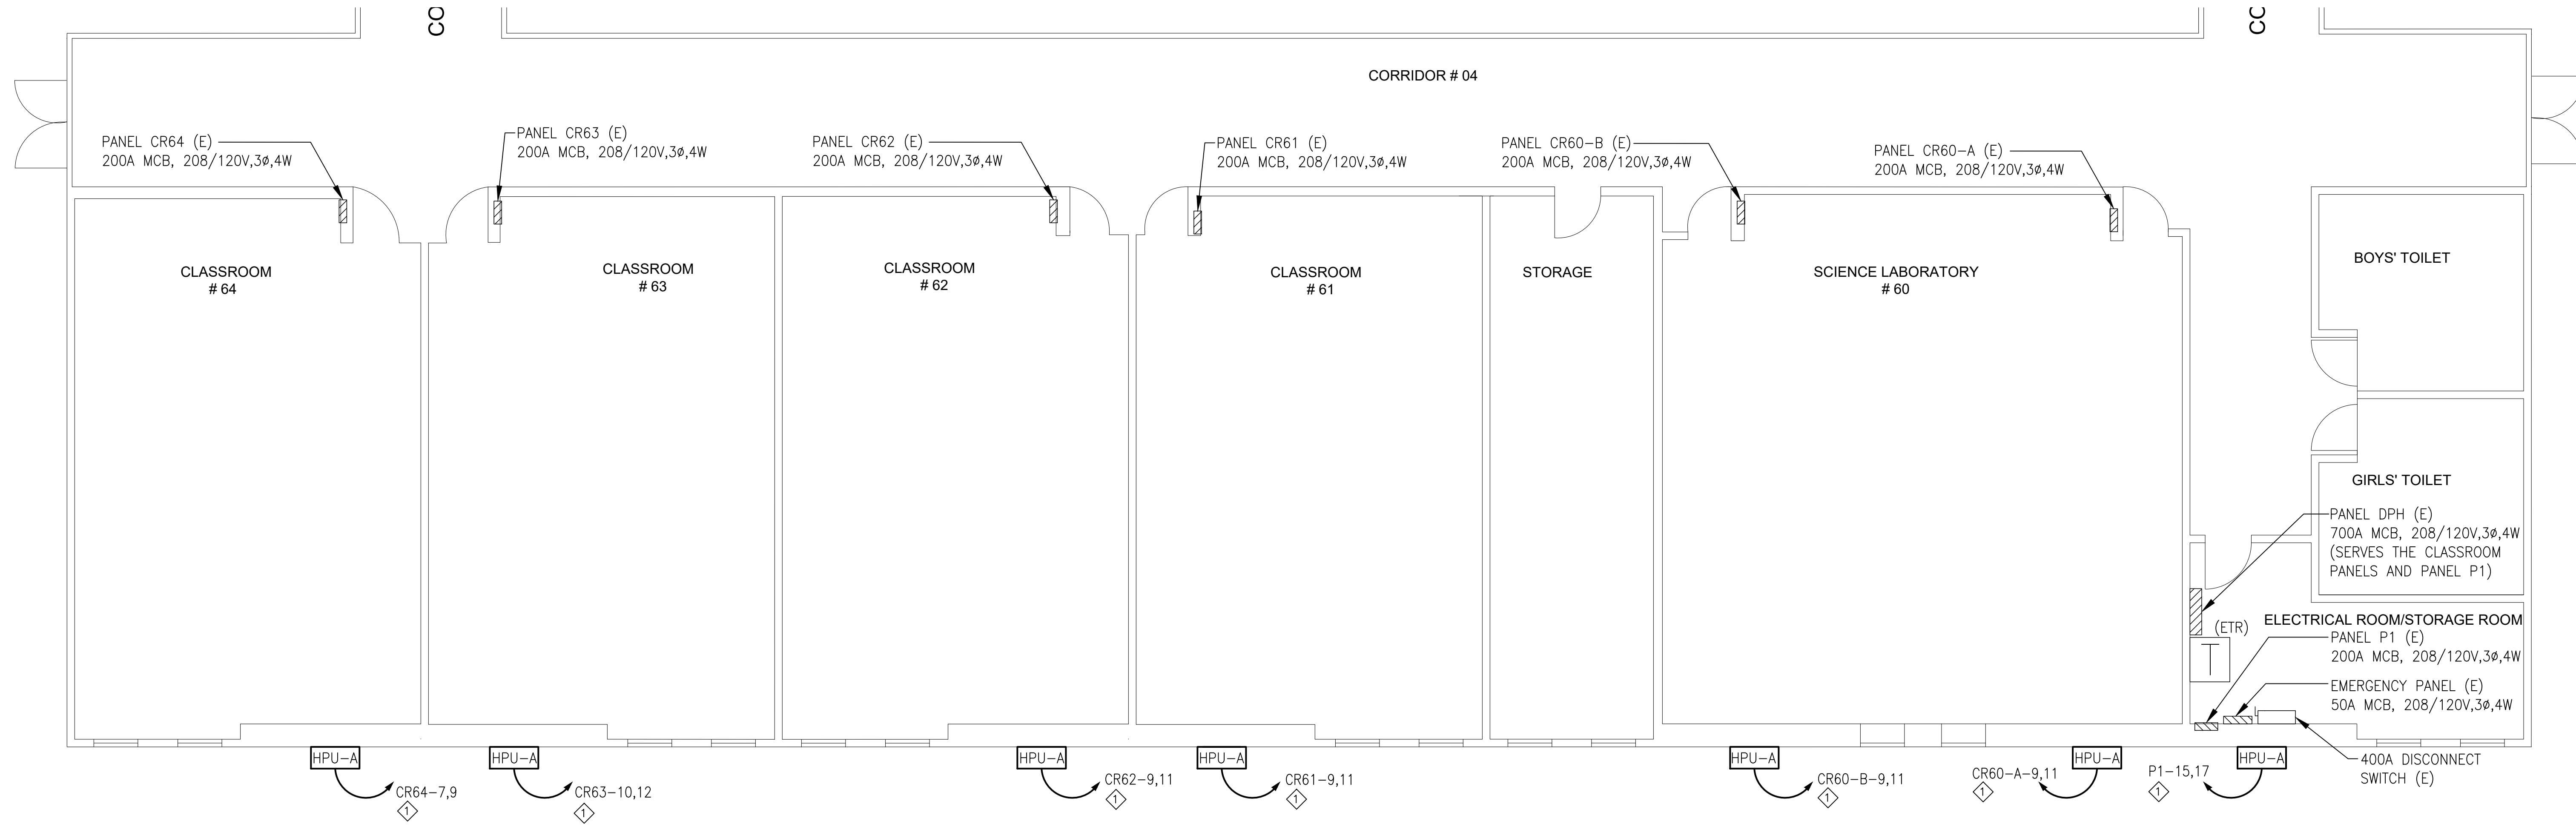 CO
CC
CORRIDOR # 04
PANEL CR64 (E)
200A MCB, 208/120V,3ø,4W
PANEL CR63 (E)
200A MCB, 208/120V,3ø,4W
PANEL CR62 (E)
200A MCB, 208/120V,3ø,4W
PANEL CR61 (E)
200A MCB, 208/120V,3ø,4W
PANEL CR60-B (E)
200A MCB, 208/120V,3ø,4W
PANEL CR60-A (E)
200A MCB, 208/120V,3ø,4W
CLASSROOM
# 64
CLASSROOM
# 63
CLASSROOM
# 62
CLASSROOM
# 61
STORAGE
SCIENCE LABORATORY
# 60
BOYS' TOILET
GIRLS' TOILET
PANEL DPH (E)
700A MCB, 208/120V,3ø,4W
(SERVES THE CLASSROOM
PANELS AND PANEL P1)
ELECTRICAL ROOM/STORAGE ROOM
(ETR)
T
PANEL P1 (E)
200A MCB, 208/120V,3ø,4W
EMERGENCY PANEL (E)
50A MCB, 208/120V,3ø,4W
400A DISCONNECT
SWITCH (E)
HPU-A
CR64-7,9
1
HPU-A
CR63-10,12
1
HPU-A
CR62-9,11
1
HPU-A
CR61-9,11
1
HPU-A
CR60-B-9,11
1
HPU-A
CR60-A-9,11
1
HPU-A
P1-15,17
1